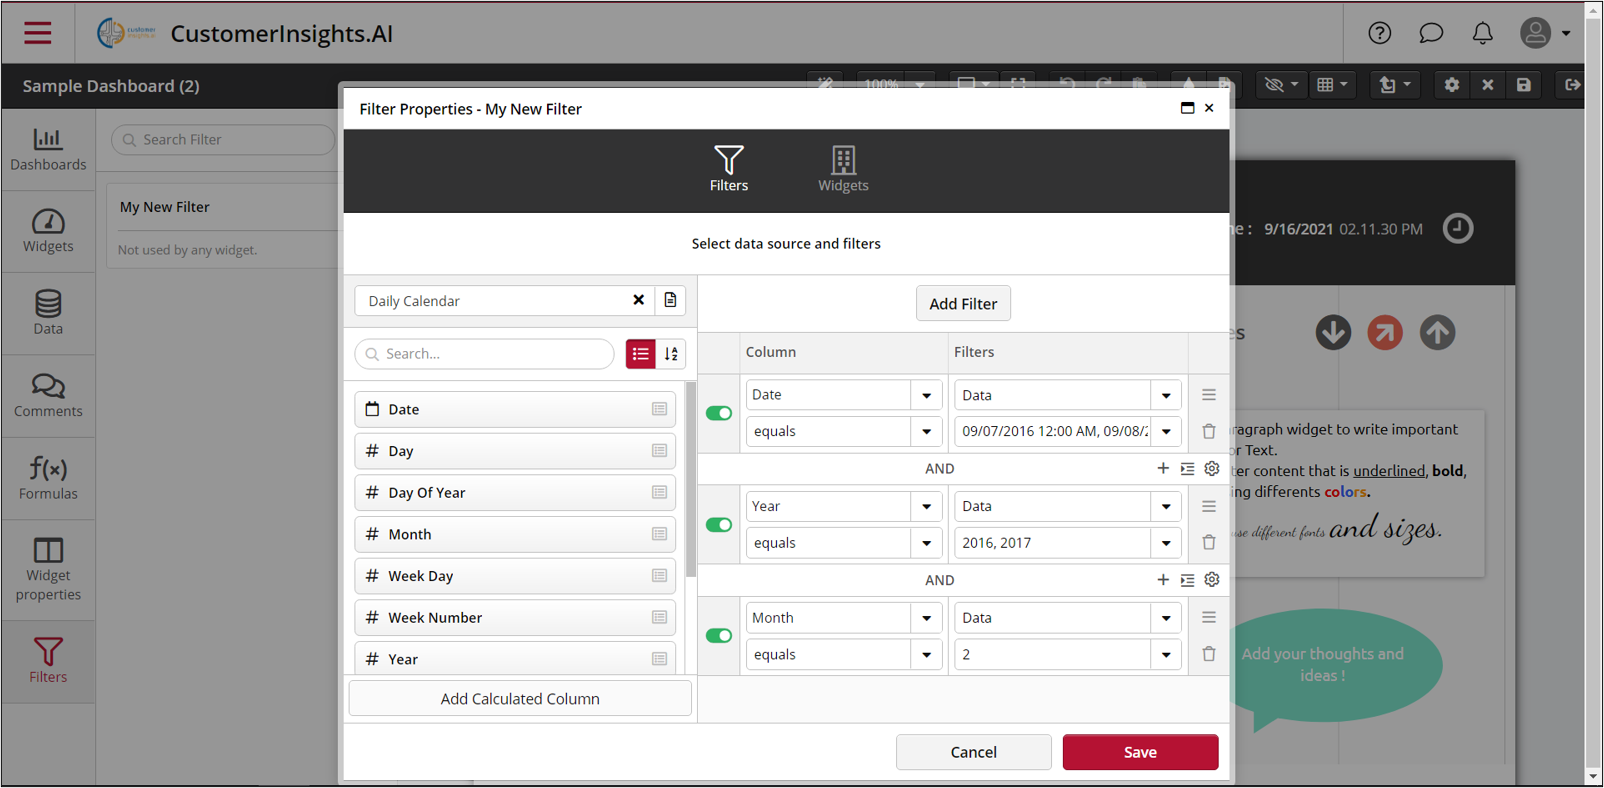 customer
insights.ai
CustomerInsights.AI
Sample Dashboard (2)
100%
Dashboards
Widgets
Data
Comments
f(x)
Formulas
Widget
properties
Filters
Search Filter
My New Filter
Not used by any widget.
Filter Properties - My New Filter
Filters
Widgets
Select data source and filters
Daily Calendar
Search...
Date
# Day
# Day Of Year
# Month
# Week Day
# Week Number
# Year
Add Calculated Column
Add Filter
Column
Filters
Date
Data
equals
09/07/2016 12:00 AM, 09/08/2
AND
Year
Data
equals
2016, 2017
AND
Month
Data
equals
2
Cancel
Save
9/16/2021 02.11.30 PM
ragraph widget to write important
or Text.
ter content that is underlined, bold,
ing differents colors.
use different fonts and sizes.
Add your thoughts and
ideas !